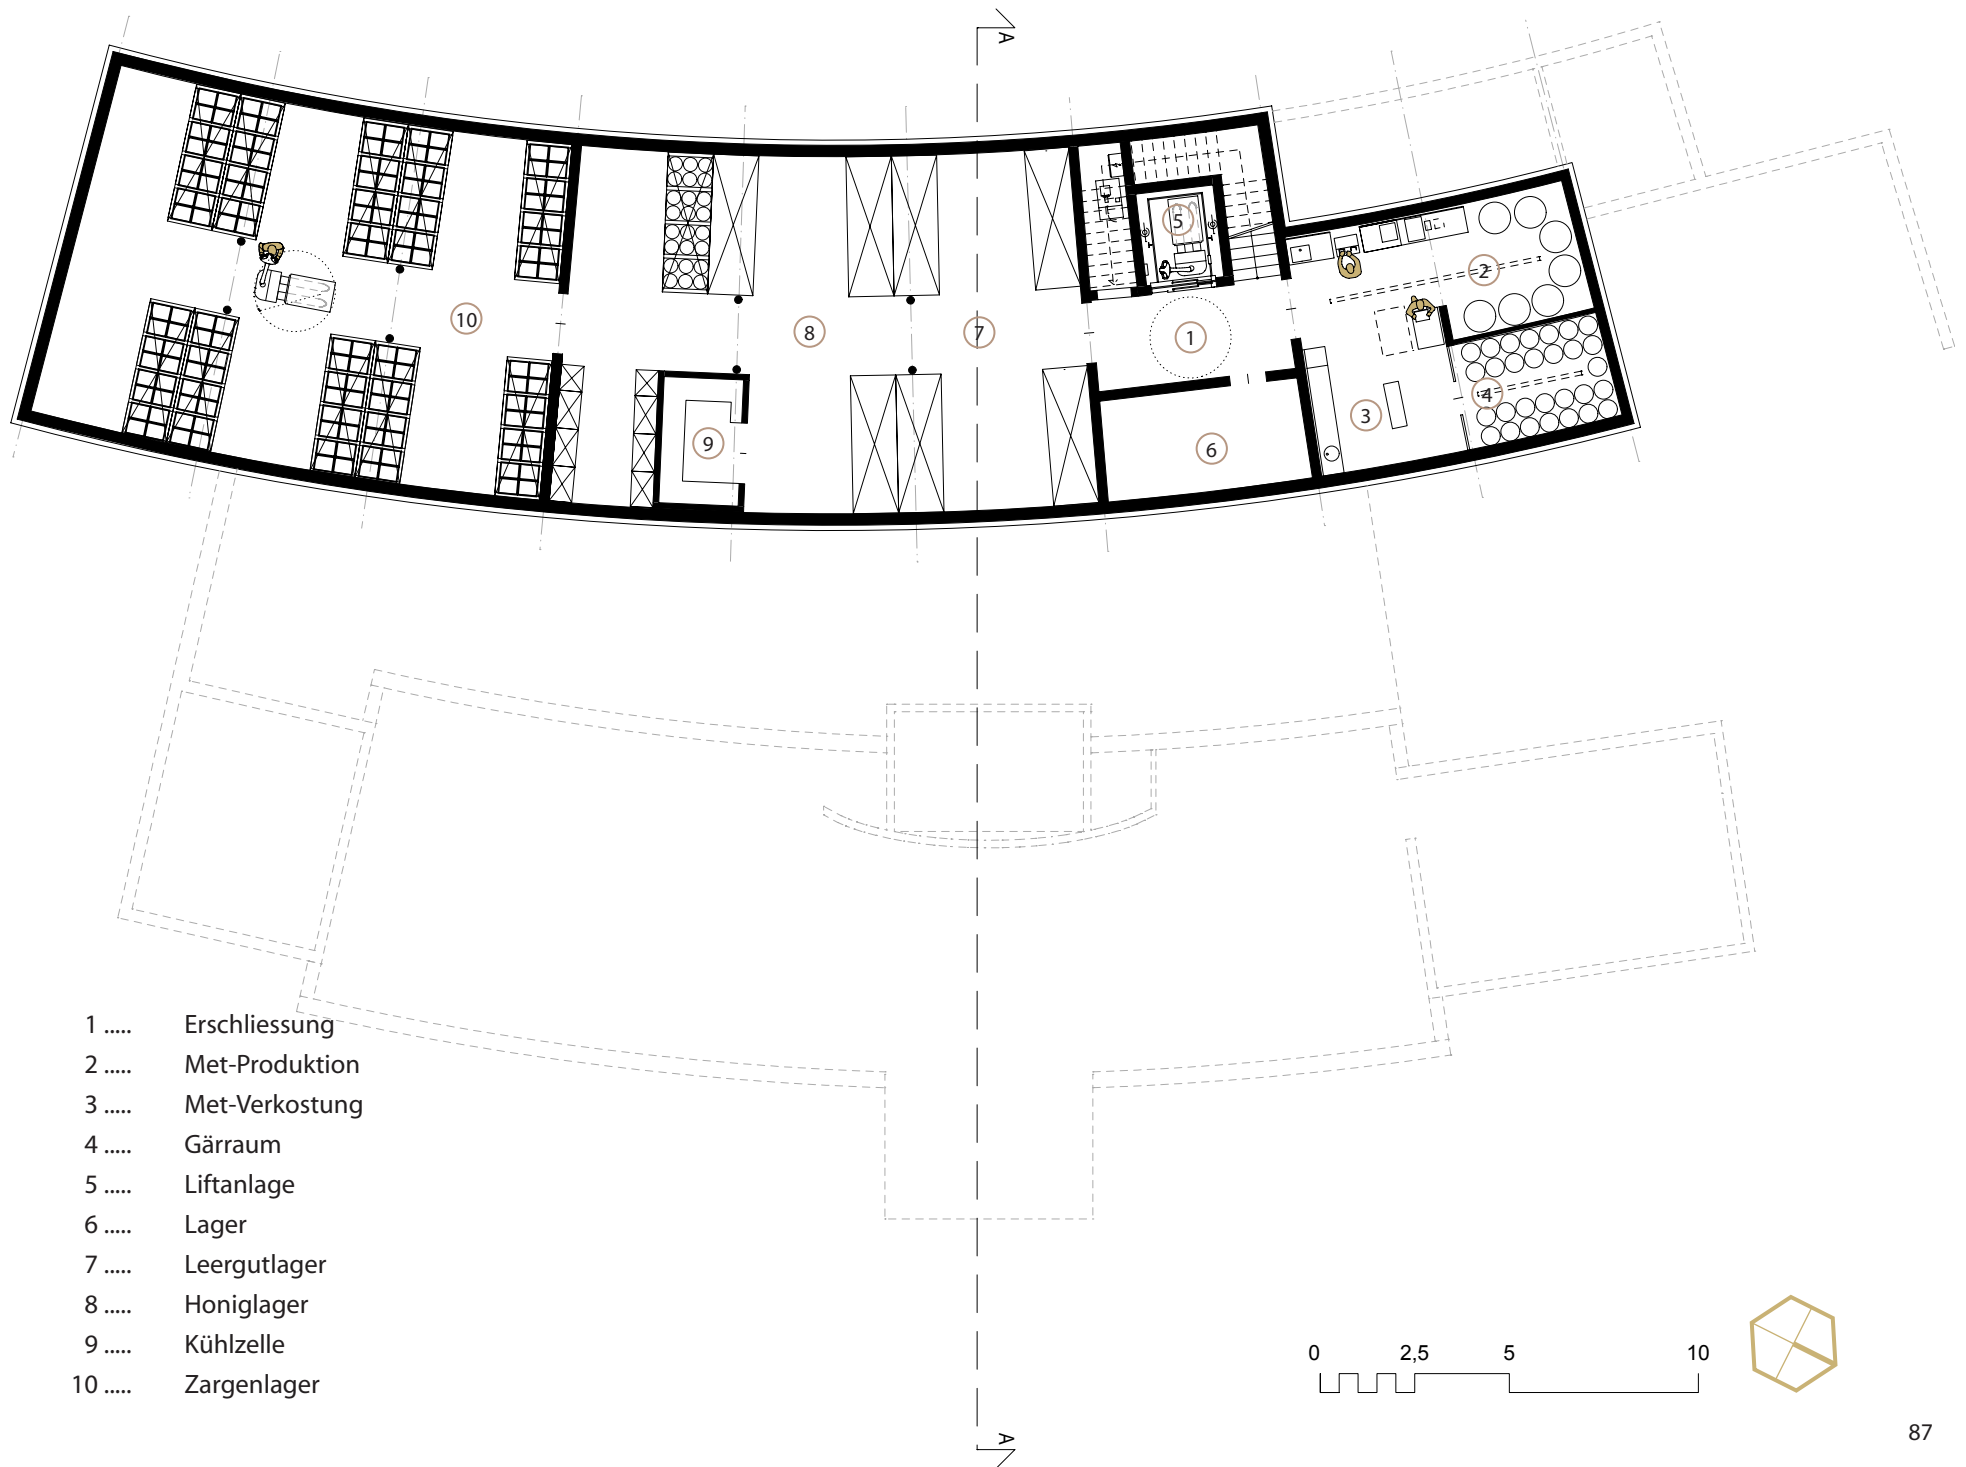 A
5
2
10
8
7
1
4
3
9
6
1 ..... Erschliessung
2 ..... Met-Produktion
3 ..... Met-Verkostung
4 ..... Gärraum
5 ..... Liftanlage
6 ..... Lager
7 ..... Leergutlager
8 ..... Honiglager
9 ..... Kühlzelle
10 ..... Zargenlager
0 2,5 5 10
A
87